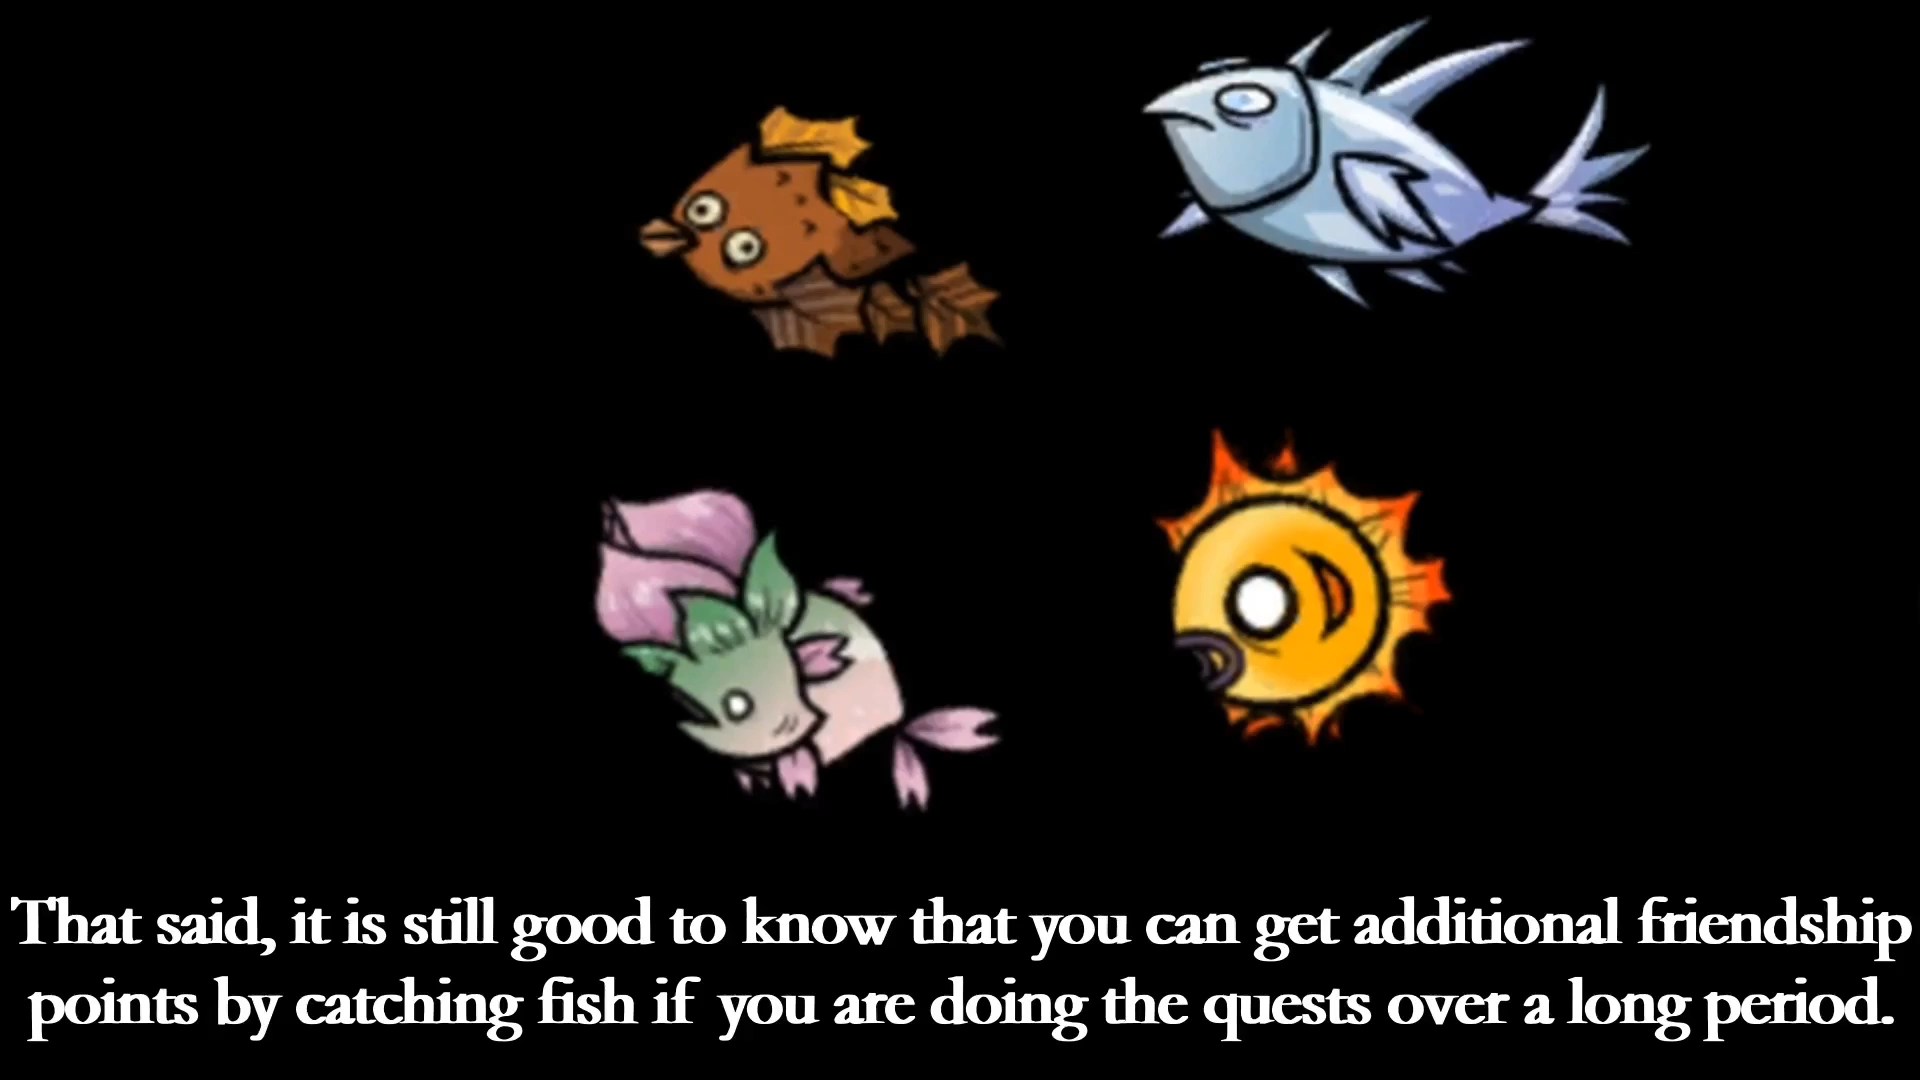 That said, it is still good to know that you can get additional friendship
points by catching fish if you are doing the quests over a long period.